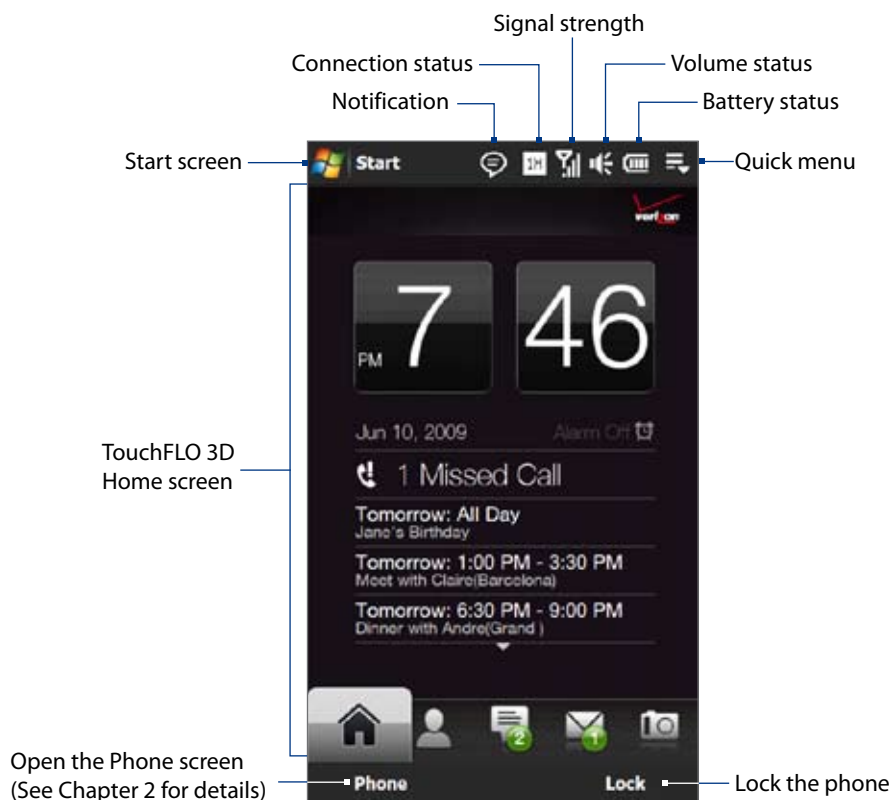 Signal strength
Connection status
Volume status
Notification
Battery status
Start screen
Start
1H
Quick menu
verizon
7
46
PM
Jun 10, 2009
Alarm Off
TouchFLO 3D
Home screen
1 Missed Call
Tomorrow: All Day
Jane's Birthday
Tomorrow: 1:00 PM - 3:30 PM
Meet with Claire(Barcelona)
Tomorrow: 6:30 PM - 9:00 PM
Dinner with Andre(Grand )
2
1
Open the Phone screen
(See Chapter 2 for details)
Phone
Lock
Lock the phone